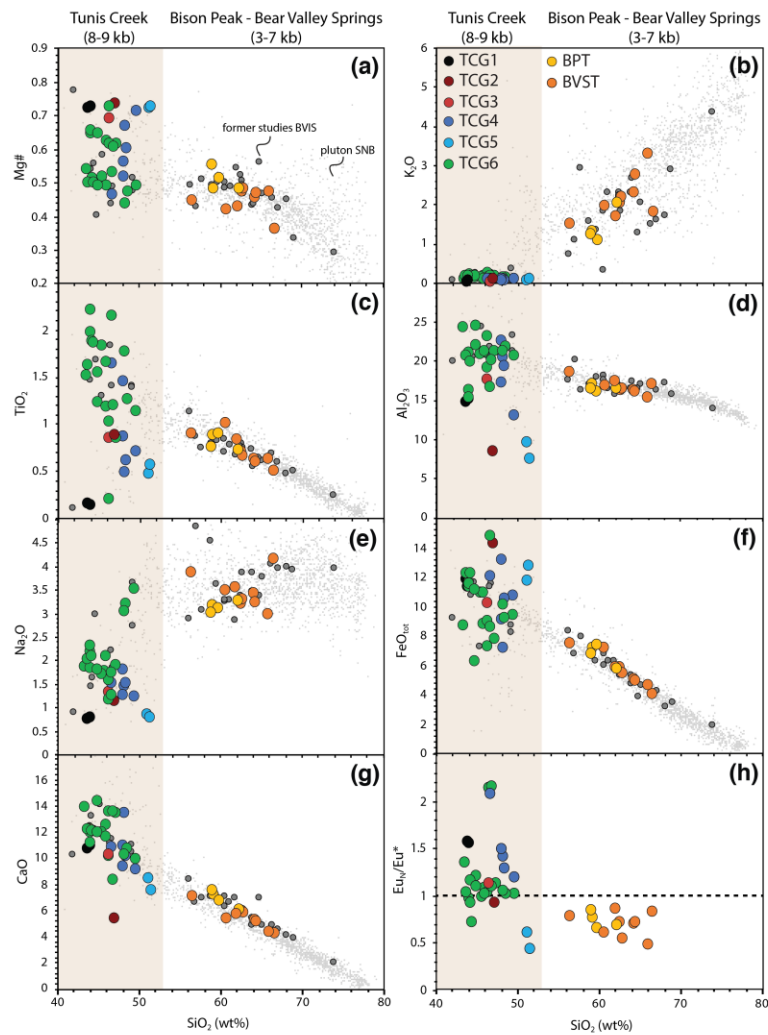 Tunis Creek Bison Peak - Bear Valley Springs Tunis Creek Bison Peak - Bear Valley Springs
(8-9 kb) (3-7 kb) (8-9 kb) (3-7 kb)
0.9
0.8
0.7
0.6
0.5
0.4
0.3
0.2
Mg#
(a)
former studies BVIS
pluton SNB
6
5
4
3
2
1
0
K₂O
(b)
TCG1
TCG2
TCG3
TCG4
TCG5
TCG6
BPT
BVST
2
1.5
1
0.5
0
TiO₂
(c)
30
25
20
15
10
5
0
Al₂O₃
(d)
4.5
4
3.5
3
2.5
2
1.5
1
0.5
0
Na₂O
(e)
14
12
10
8
6
4
2
0
FeOtot
(f)
16
14
12
10
8
6
4
2
0
CaO
(g)
40 50 60 70 80
SiO₂ (wt%)
2
1.5
1
0.5
0
EuN/Eu*
(h)
40 50 60 70 80
SiO₂ (wt%)